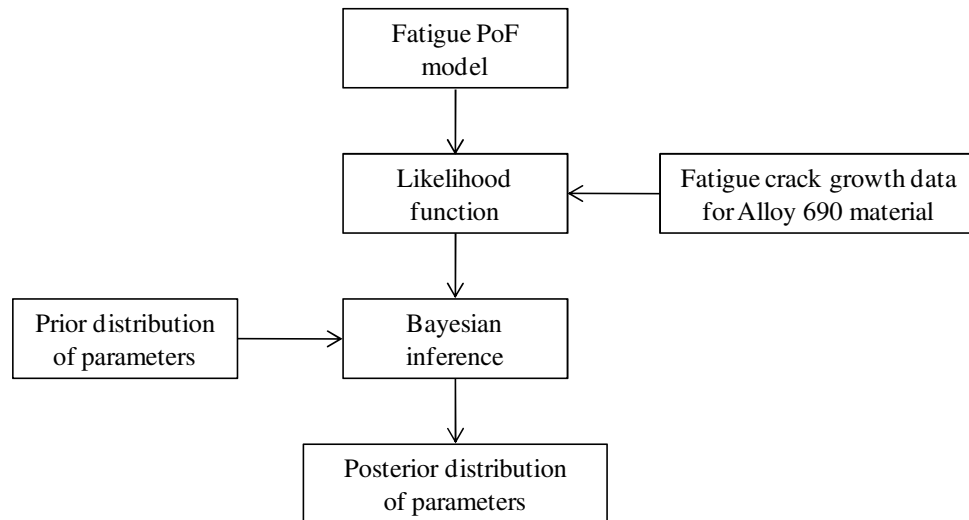 Fatigue PoF
model
Likelihood
function
Fatigue crack growth data
for Alloy 690 material
Prior distribution
of parameters
Bayesian
inference
Posterior distribution
of parameters